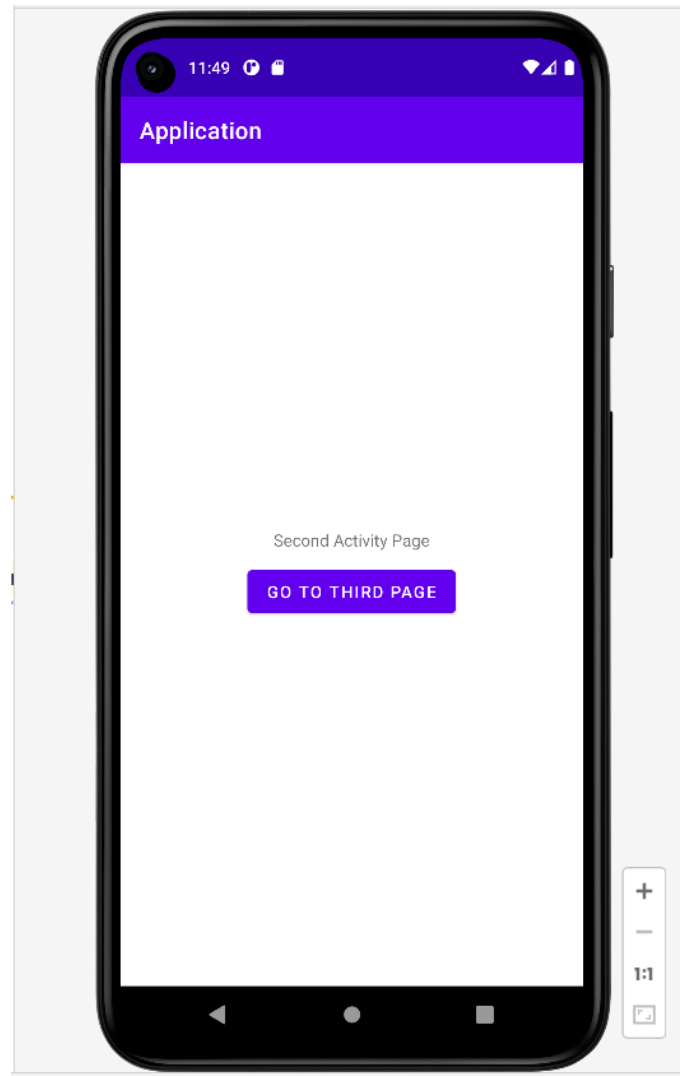 11:49
Application
Second Activity Page
GO TO THIRD PAGE
1:1